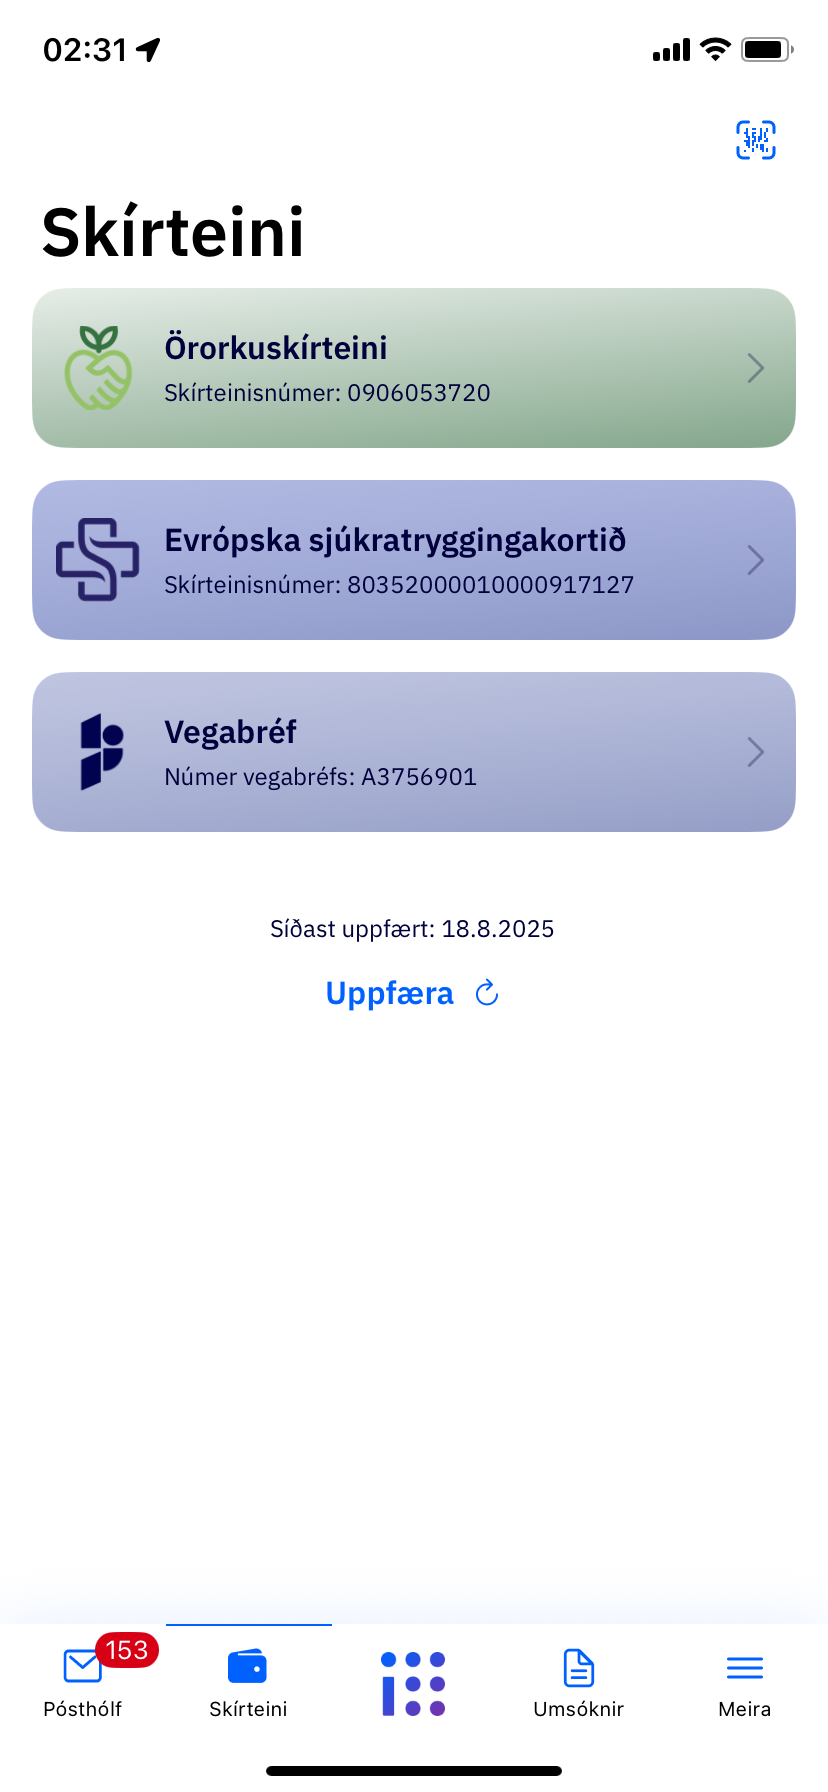 02:31
Skírteini
Örorkuskírteini
Skírteinisnúmer: 0906053720
Evrópska sjúkratryggingakortið
Skírteinisnúmer: 80352000010000917127
Vegabréf
Númer vegabréfs: A3756901
Síðast uppfært: 18.8.2025
Uppfæra
153
Pósthólf
Skírteini
Umsóknir
Meira